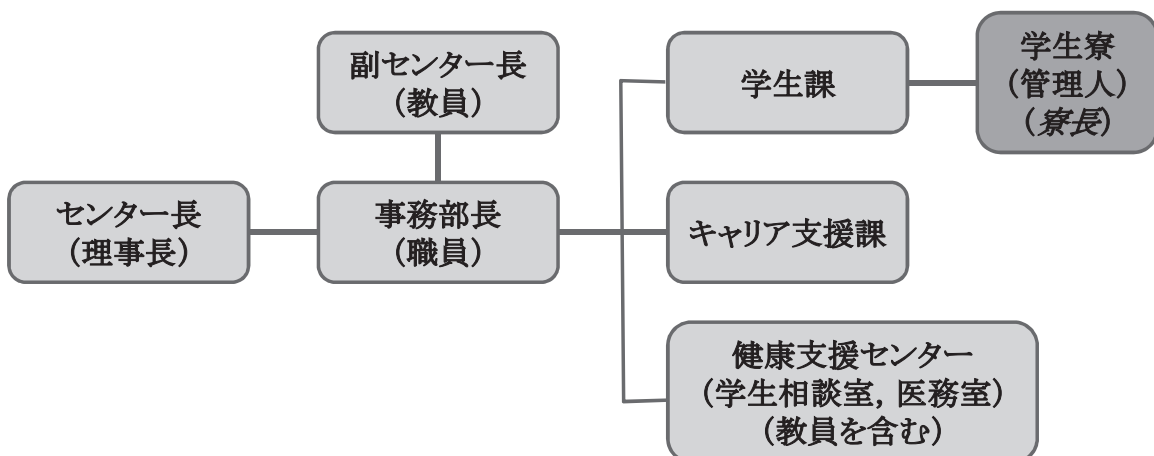 副センター長
(教員)
センター長
(理事長)
事務部長
(職員)
学生課
学生寮
(管理人)
(寮長)
キャリア支援課
健康支援センター
(学生相談室, 医務室)
(教員を含む)